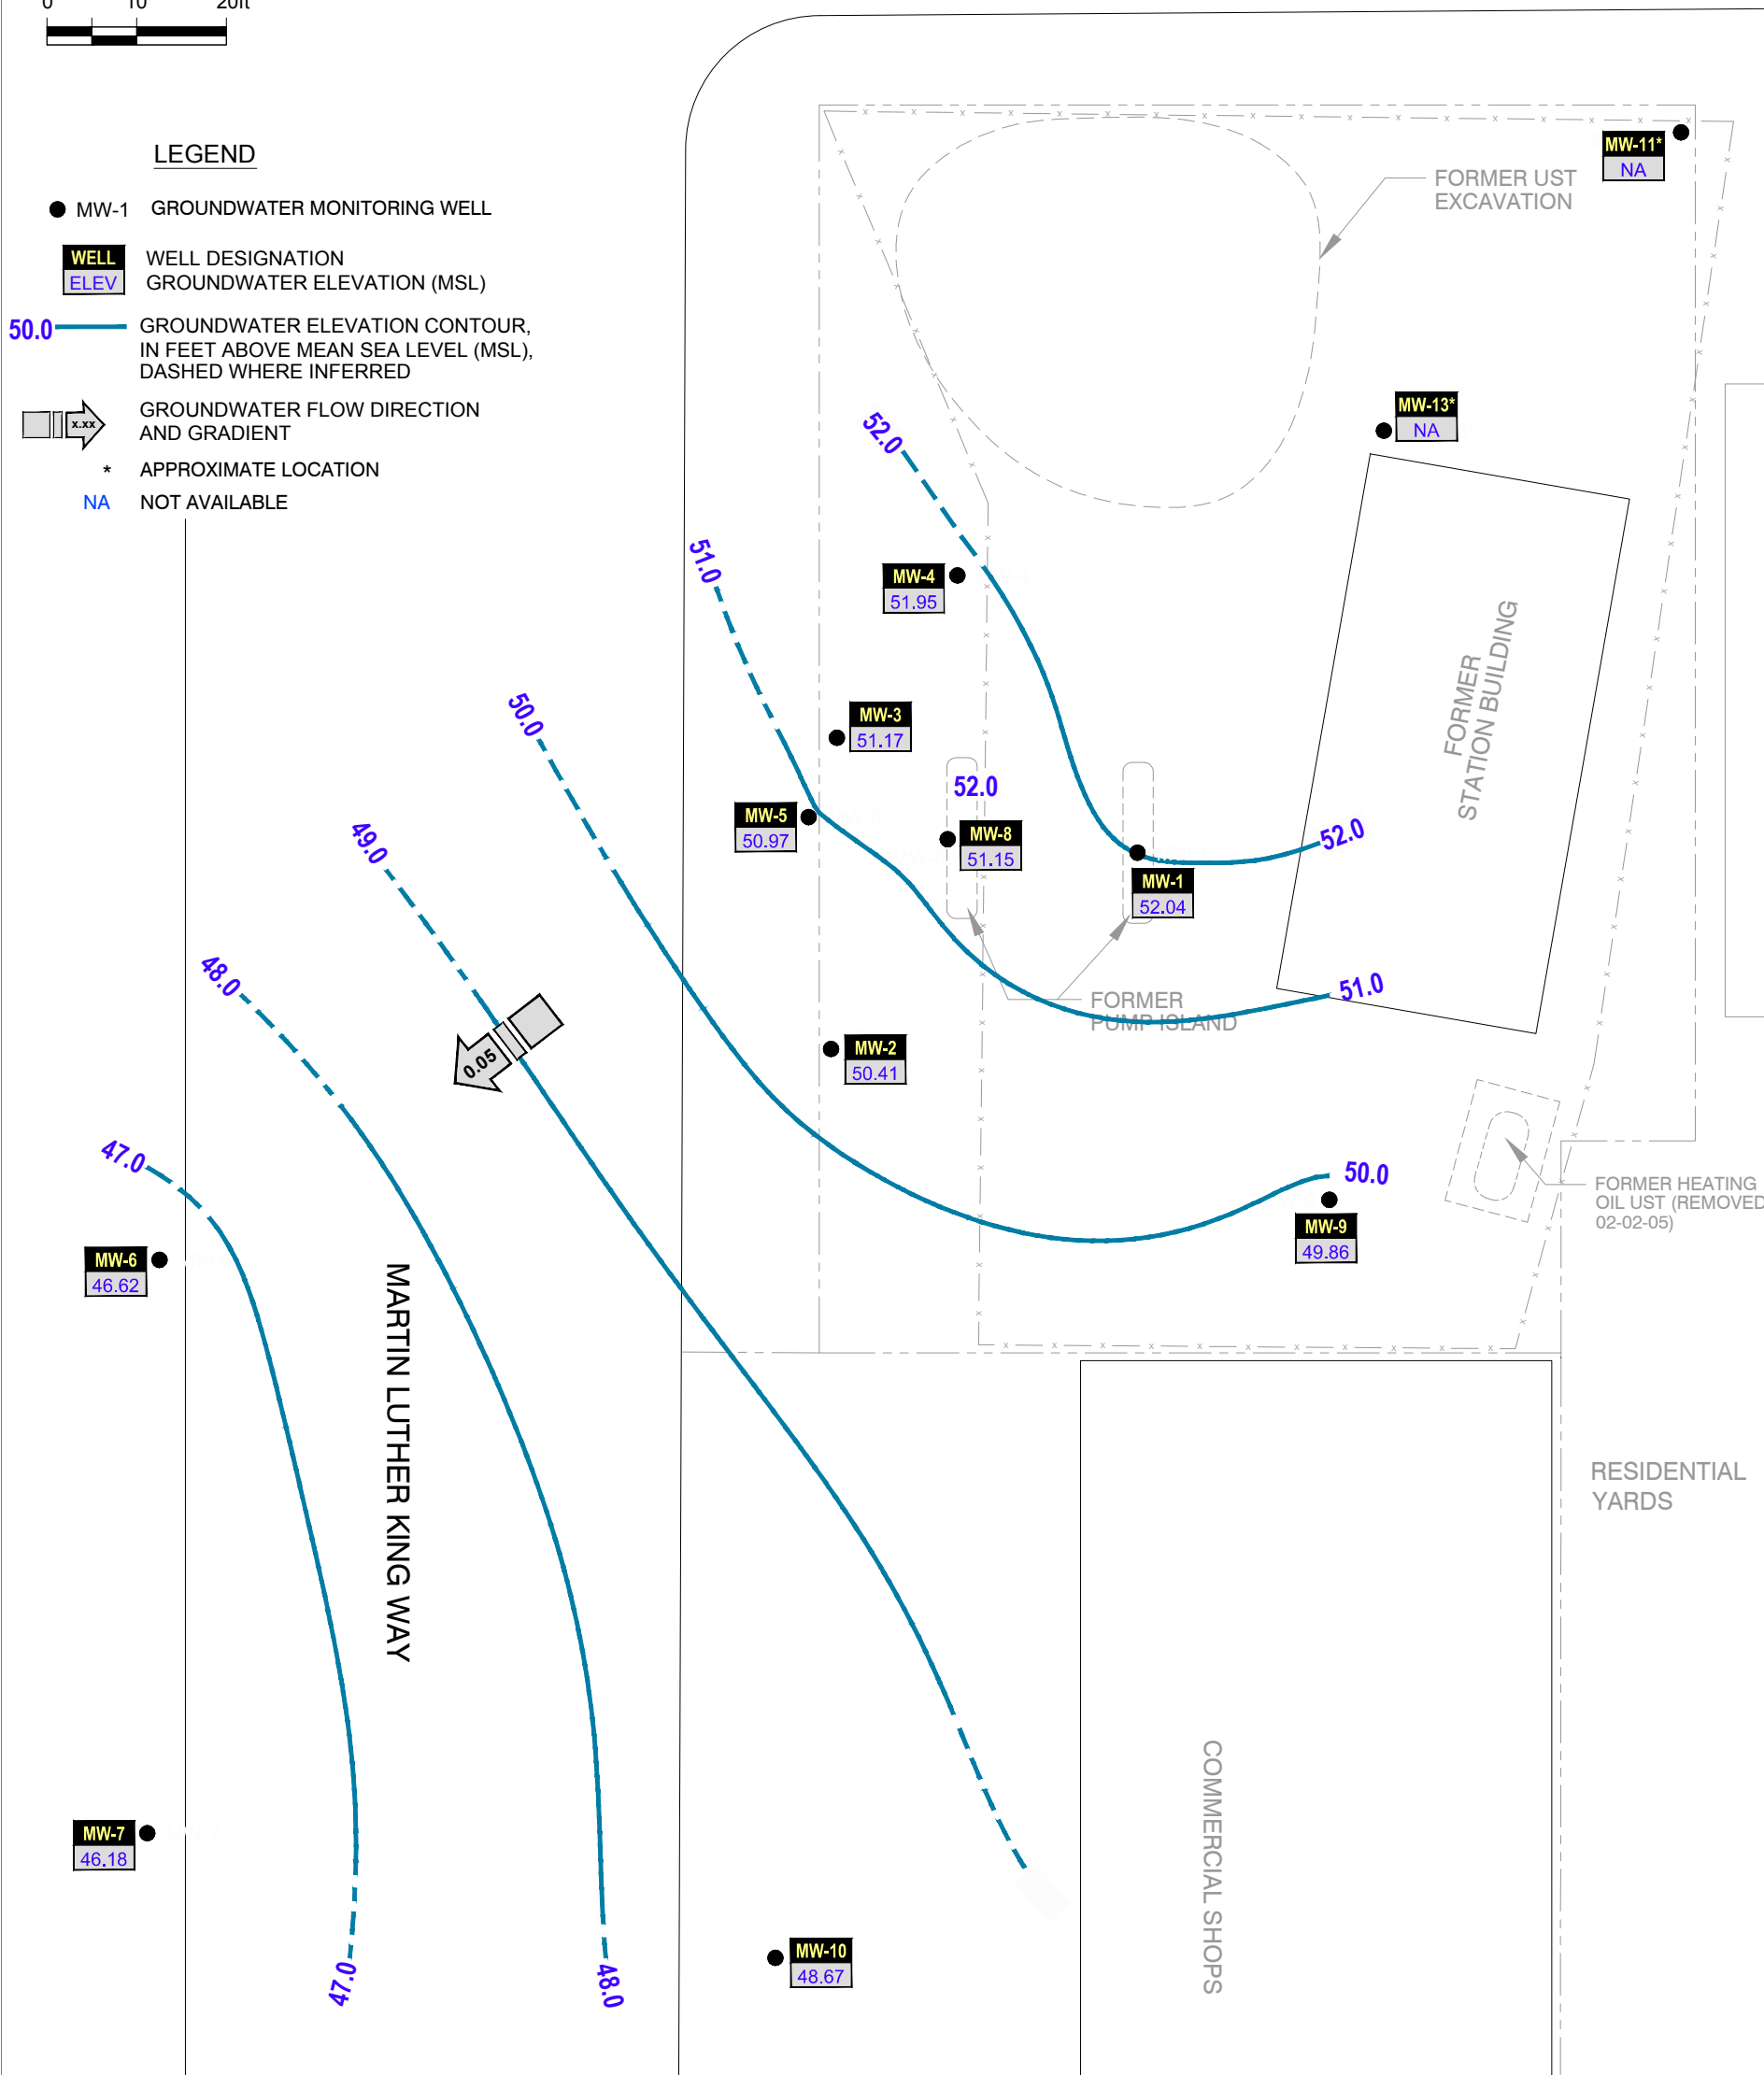 0 10 20ft
LEGEND
MW-1 GROUNDWATER MONITORING WELL
WELL
ELEV
WELL DESIGNATION
GROUNDWATER ELEVATION (MSL)
50.0
GROUNDWATER ELEVATION CONTOUR,
IN FEET ABOVE MEAN SEA LEVEL (MSL),
DASHED WHERE INFERRED
x.xx
GROUNDWATER FLOW DIRECTION
AND GRADIENT
* APPROXIMATE LOCATION
NA NOT AVAILABLE
MW-11*
NA
FORMER UST
EXCAVATION
MW-13*
NA
52.0
51.0
MW-4
51.95
FORMER
STATION BUILDING
50.0
MW-3
51.17
52.0
49.0
MW-5
50.97
MW-8
51.15
52.0
MW-1
52.04
48.0
51.0
FORMER
PUMP ISLAND
0.05
MW-2
50.41
47.0
50.0
FORMER HEATING
OIL UST (REMOVED
02-02-05)
MW-9
49.86
MW-6
46.62
MARTIN LUTHER KING WAY
RESIDENTIAL
YARDS
COMMERCIAL SHOPS
MW-7
46.18
MW-10
48.67
47.0
48.0